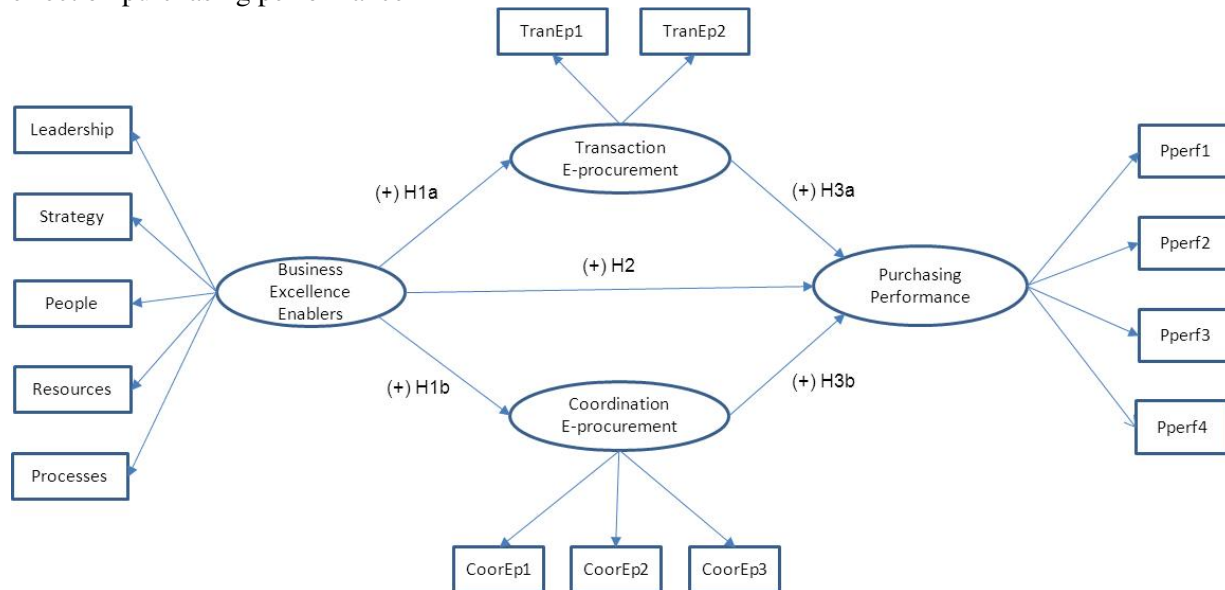 TranEp1
TranEp2
Leadership
Strategy
People
Resources
Processes
Business
Excellence
Enablers
(+) H1a
(+) H1b
(+) H2
Transaction
E-procurement
Coordination
E-procurement
(+) H3a
(+) H3b
Purchasing
Performance
Pperf1
Pperf2
Pperf3
Pperf4
CoorEp1
CoorEp2
CoorEp3